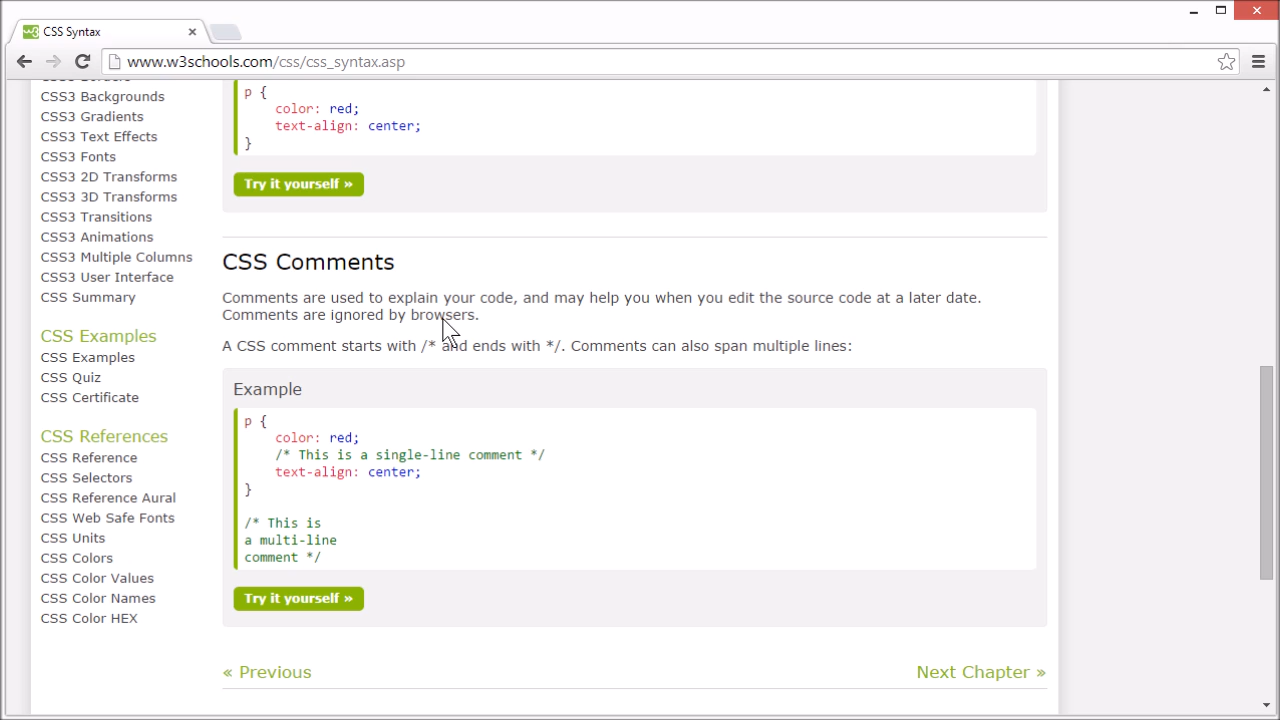 CSS Syntax
www.w3schools.com/css/css_syntax.asp
CSS3 Borders
CSS3 Backgrounds
CSS3 Gradients
CSS3 Text Effects
CSS3 Fonts
CSS3 2D Transforms
CSS3 3D Transforms
CSS3 Transitions
CSS3 Animations
CSS3 Multiple Columns
CSS3 User Interface
CSS Summary
CSS Examples
CSS Examples
CSS Quiz
CSS Certificate
CSS References
CSS Reference
CSS Selectors
CSS Reference Aural
CSS Web Safe Fonts
CSS Units
CSS Colors
CSS Color Values
CSS Color Names
CSS Color HEX
p {
color: red;
text-align: center;
}
Try it yourself »
CSS Comments
Comments are used to explain your code, and may help you when you edit the source code at a later date.
Comments are ignored by browsers.
A CSS comment starts with /* and ends with */. Comments can also span multiple lines:
Example
p {
color: red;
/* This is a single-line comment */
text-align: center;
}
/* This is
a multi-line
comment */
Try it yourself »
« Previous
Next Chapter »